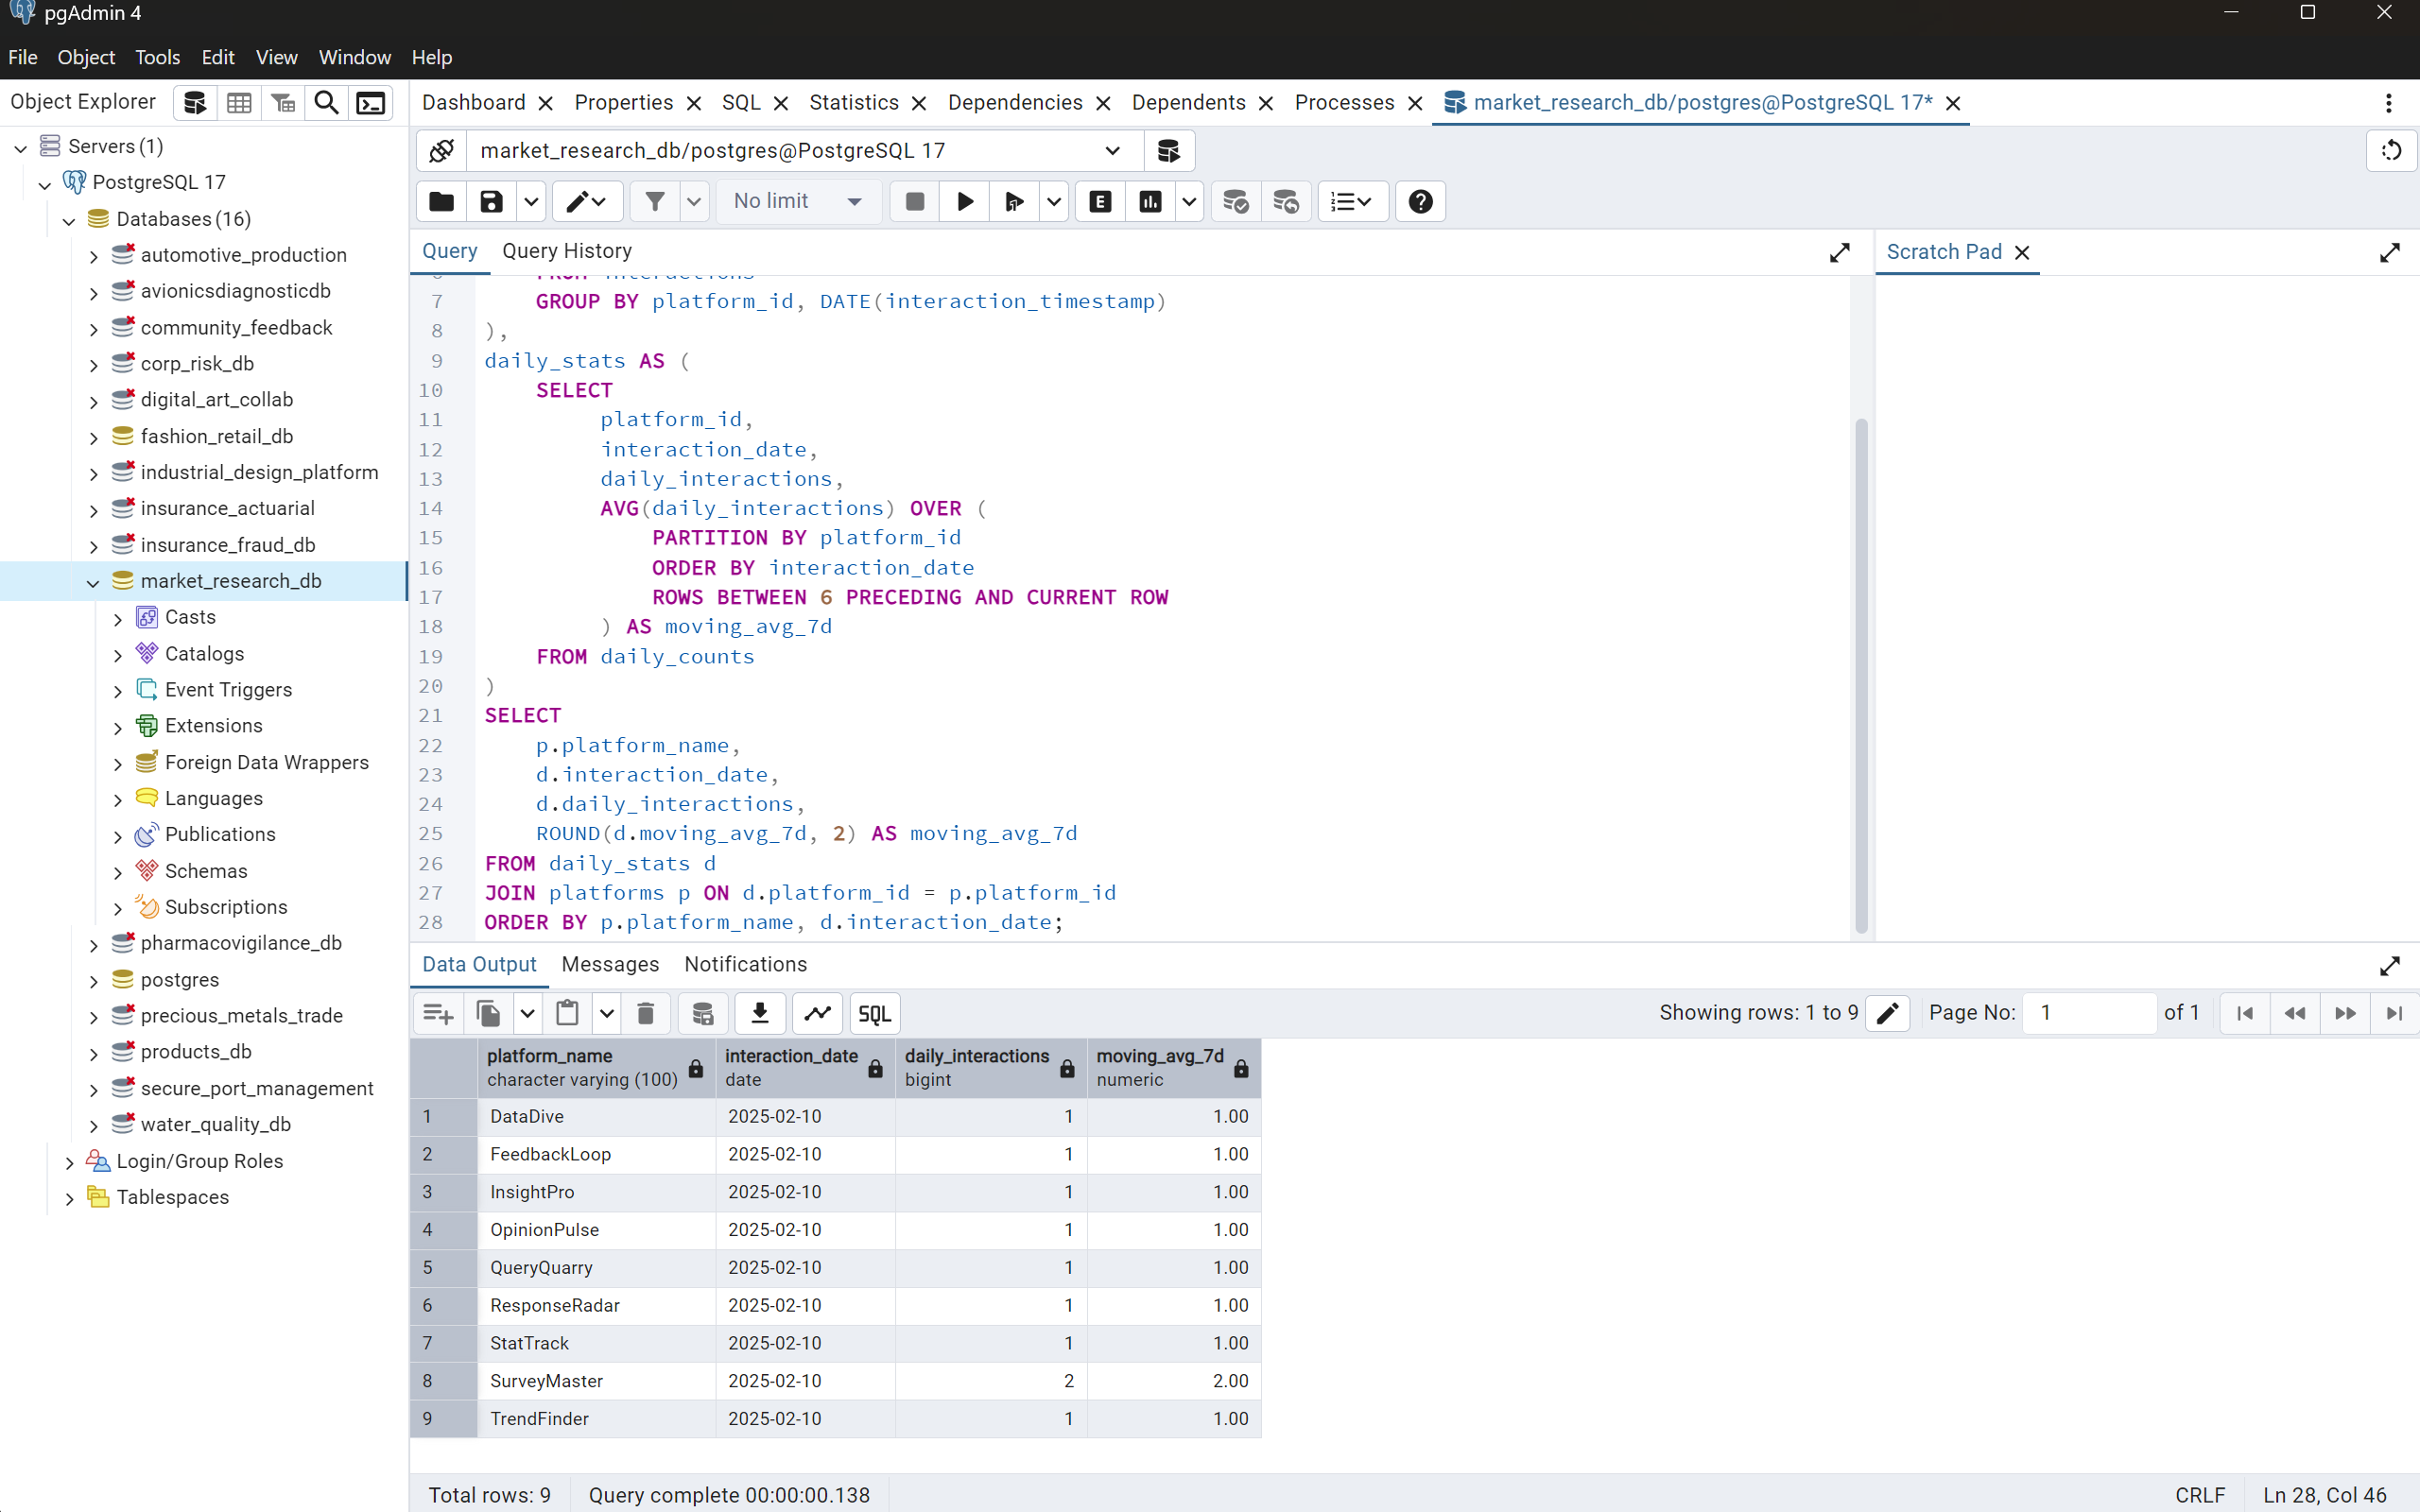 pgAdmin 4
File Object Tools Edit View Window Help
Object Explorer
Dashboard Properties SQL Statistics Dependencies Dependents Processes market_research_db/postgres@PostgreSQL 17*
Servers (1)
PostgreSQL 17
Databases (16)
automotive_production
avionicsdiagnosticdb
community_feedback
corp_risk_db
digital_art_collab
fashion_retail_db
industrial_design_platform
insurance_actuarial
insurance_fraud_db
market_research_db
Casts
Catalogs
Event Triggers
Extensions
Foreign Data Wrappers
Languages
Publications
Schemas
Subscriptions
pharmacovigilance_db
postgres
precious_metals_trade
products_db
secure_port_management
water_quality_db
Login/Group Roles
Tablespaces
market_research_db/postgres@PostgreSQL 17
No limit
Query Query History
Scratch Pad
7 GROUP BY platform_id, DATE(interaction_timestamp)
8 ),
9 daily_stats AS (
10 SELECT
11 platform_id,
12 interaction_date,
13 daily_interactions,
14 AVG(daily_interactions) OVER (
15 PARTITION BY platform_id
16 ORDER BY interaction_date
17 ROWS BETWEEN 6 PRECEDING AND CURRENT ROW
18 ) AS moving_avg_7d
19 FROM daily_counts
20 )
21 SELECT
22 p.platform_name,
23 d.interaction_date,
24 d.daily_interactions,
25 ROUND(d.moving_avg_7d, 2) AS moving_avg_7d
26 FROM daily_stats d
27 JOIN platforms p ON d.platform_id = p.platform_id
28 ORDER BY p.platform_name, d.interaction_date;
Data Output Messages Notifications
SQL
Showing rows: 1 to 9 Page No: 1 of 1
platform_name interaction_date daily_interactions moving_avg_7d
character varying (100) date bigint numeric
1 DataDive 2025-02-10 1 1.00
2 FeedbackLoop 2025-02-10 1 1.00
3 InsightPro 2025-02-10 1 1.00
4 OpinionPulse 2025-02-10 1 1.00
5 QueryQuarry 2025-02-10 1 1.00
6 ResponseRadar 2025-02-10 1 1.00
7 StatTrack 2025-02-10 1 1.00
8 SurveyMaster 2025-02-10 2 2.00
9 TrendFinder 2025-02-10 1 1.00
Total rows: 9 Query complete 00:00:00.138 CRLF Ln 28, Col 46